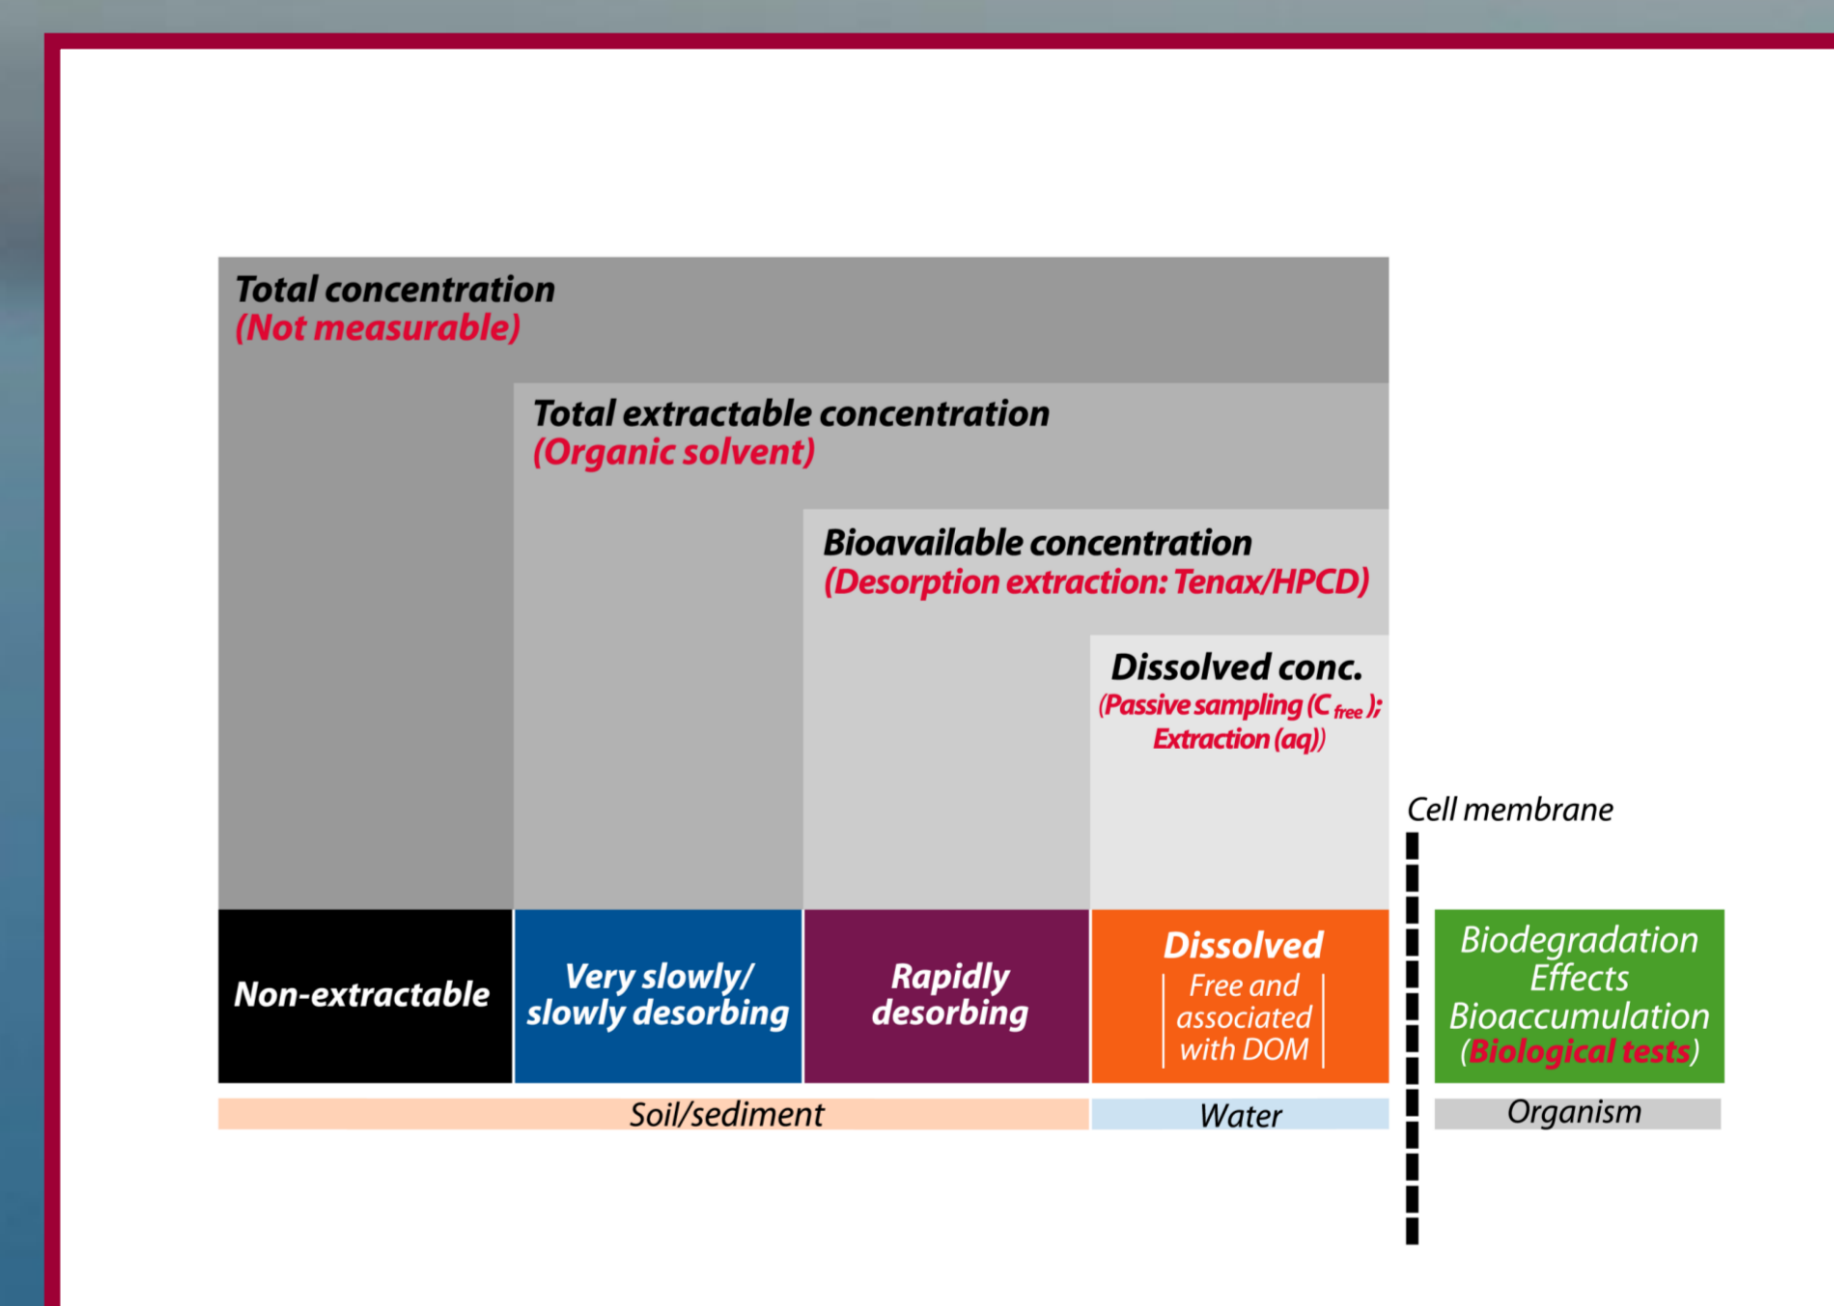 Total concentration
(Not measurable)
Total extractable concentration
(Organic solvent)
Bioavailable concentration
(Desorption extraction: Tenax/HPCD)
Dissolved conc.
(Passive sampling (C free );
Extraction (aq))
Cell membrane
Non-extractable
Very slowly/
slowly desorbing
Rapidly
desorbing
Dissolved
Free and
associated
with DOM
Biodegradation
Effects
Bioaccumulation
(Biological tests)
Soil/sediment
Water
Organism